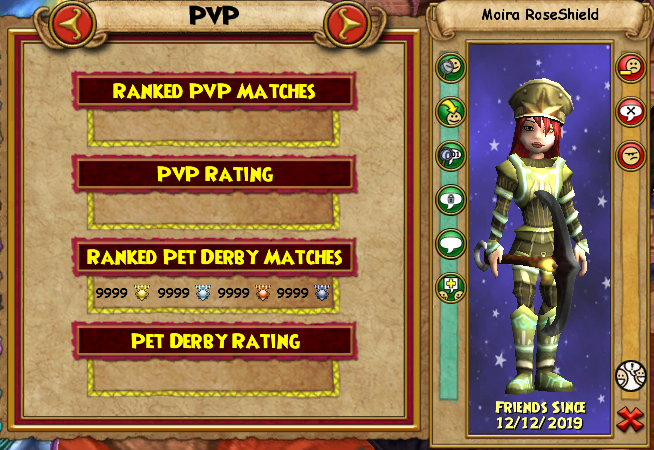 PVP
RANKED PVP MATCHES
PVP RATING
RANKED PET DERBY MATCHES
9999 9999 9999 9999
PET DERBY RATING
Moira RoseShield
FRIENDS SINCE
12/12/2019